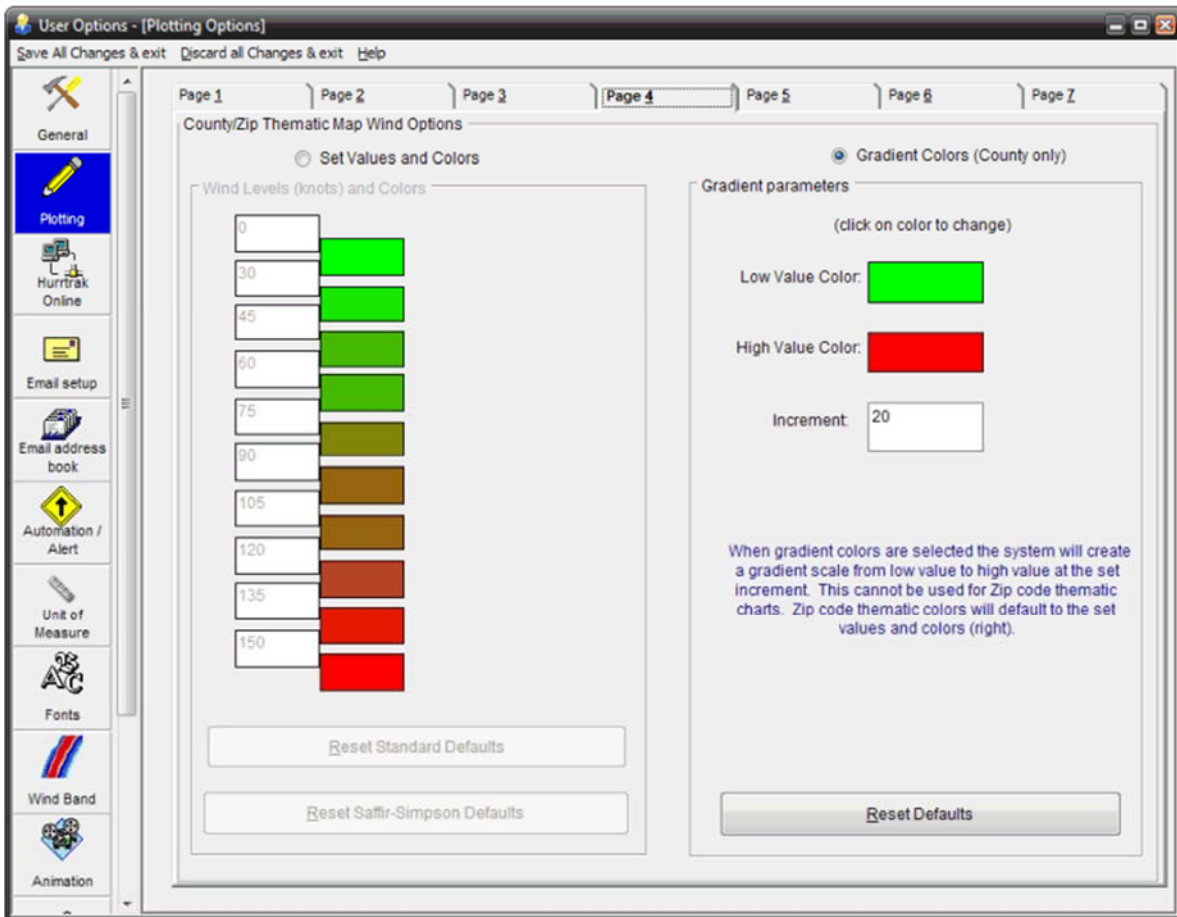 User Options - [Plotting Options]
Save All Changes & exit Discard all Changes & exit Help
General
Plotting
Hurrtrak
Online
Email setup
Email address
book
Automation /
Alert
Unit of
Measure
Fonts
Wind Band
Animation
Page 1
Page 2
Page 3
Page 4
Page 5
Page 6
Page 7
County/Zip Thematic Map Wind Options
Set Values and Colors
Wind Levels (knots) and Colors
0
30
45
60
75
90
105
120
135
150
Reset Standard Defaults
Reset Saffir-Simpson Defaults
Gradient Colors (County only)
Gradient parameters
(click on color to change)
Low Value Color:
High Value Color:
Increment:
20
When gradient colors are selected the system will create
a gradient scale from low value to high value at the set
increment. This cannot be used for Zip code thematic
charts. Zip code thematic colors will default to the set
values and colors (right).
Reset Defaults